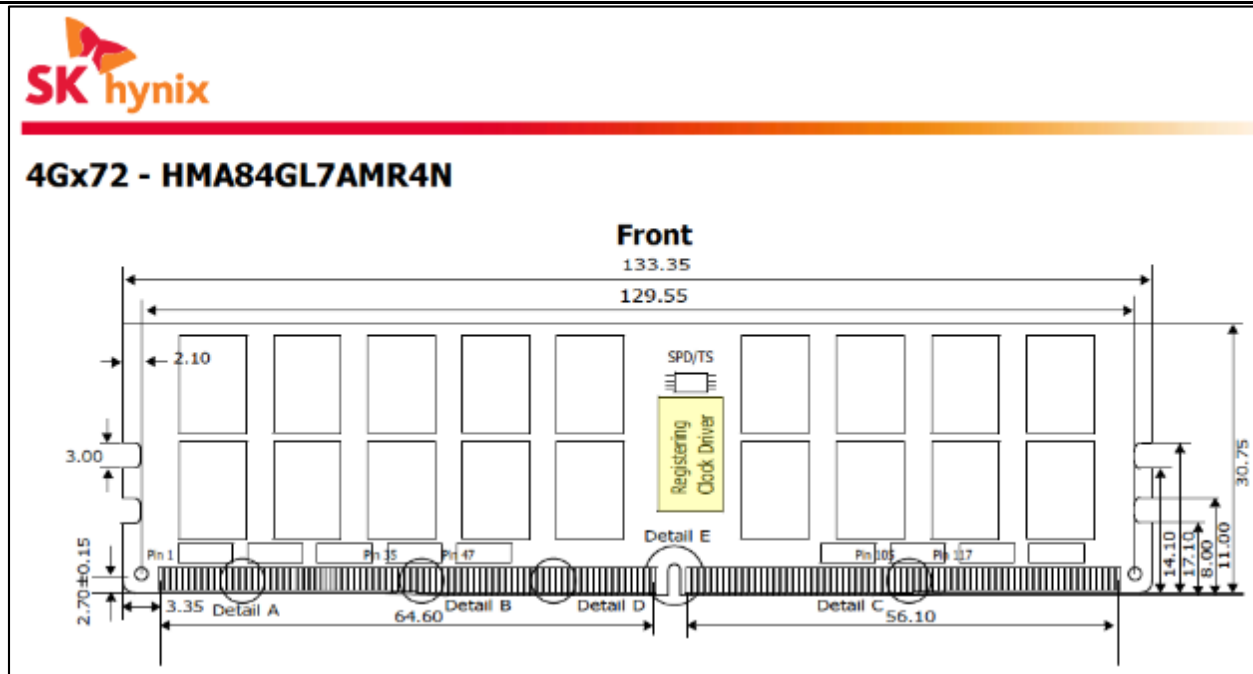 SK hynix
4Gx72 - HMA84GL7AMR4N
Front
133.35
129.55
2.10
SPD/TS
Registering
Clock Driver
3.00
30.75
Detail E
Pin 1
Pin 35
Pin 47
Pin 105
Pin 117
14.10
17.10
8.00
11.00
2.70±0.15
3.35
Detail A
Detail B
Detail D
Detail C
64.60
56.10